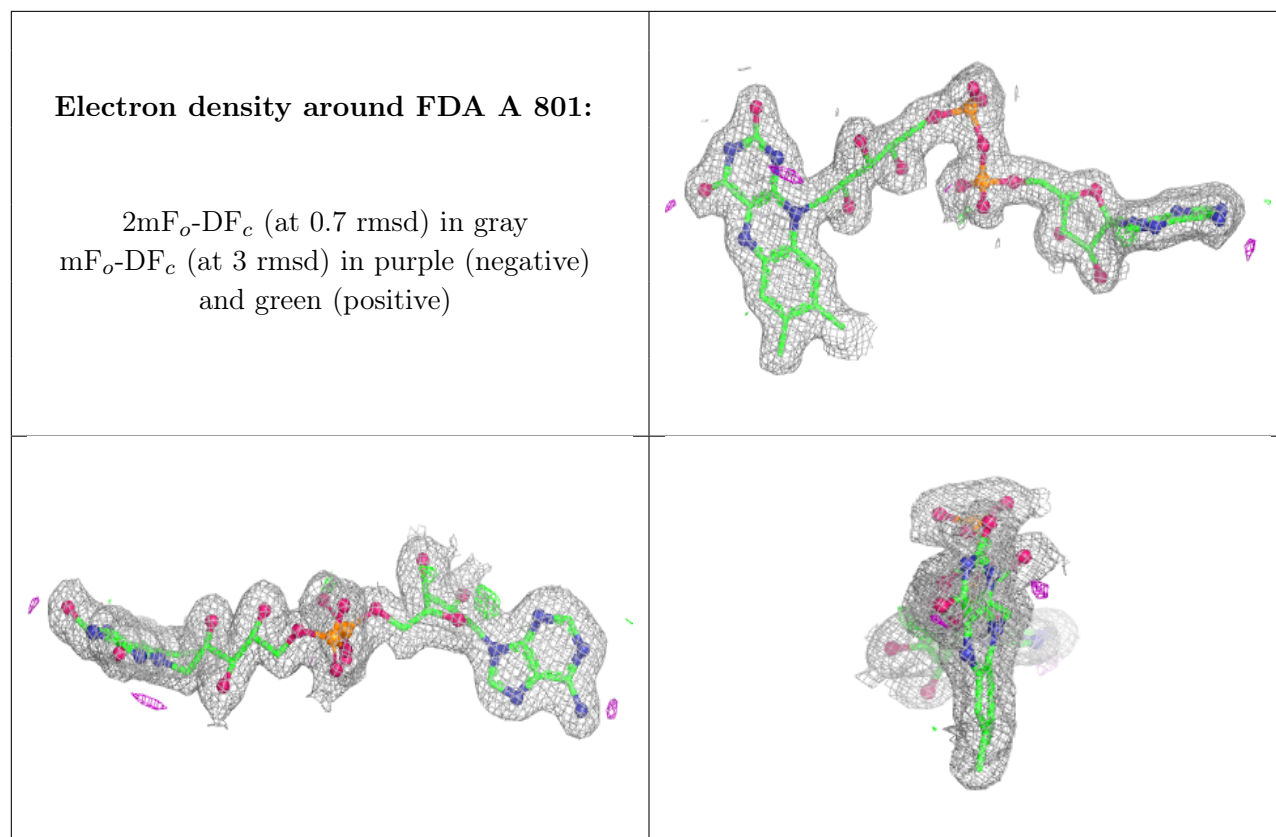 Electron density around FDA A 801:
2mFo-DFc (at 0.7 rmsd) in gray
mFo-DFc (at 3 rmsd) in purple (negative)
and green (positive)